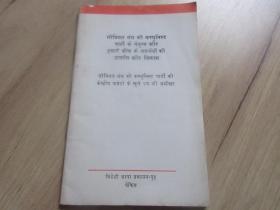 सोवियत संघ की कम्युनिस्ट
पार्टी के नेतृत्व और
हमारे बीच के मतभेदों की
उत्पत्ति और विकास
सोवियत संघ की कम्युनिस्ट पार्टी की
केन्द्रीय कमेटी के खुले पत्र की समीक्षा
विदेशी भाषा प्रकाशन-गृह
पेकिंग